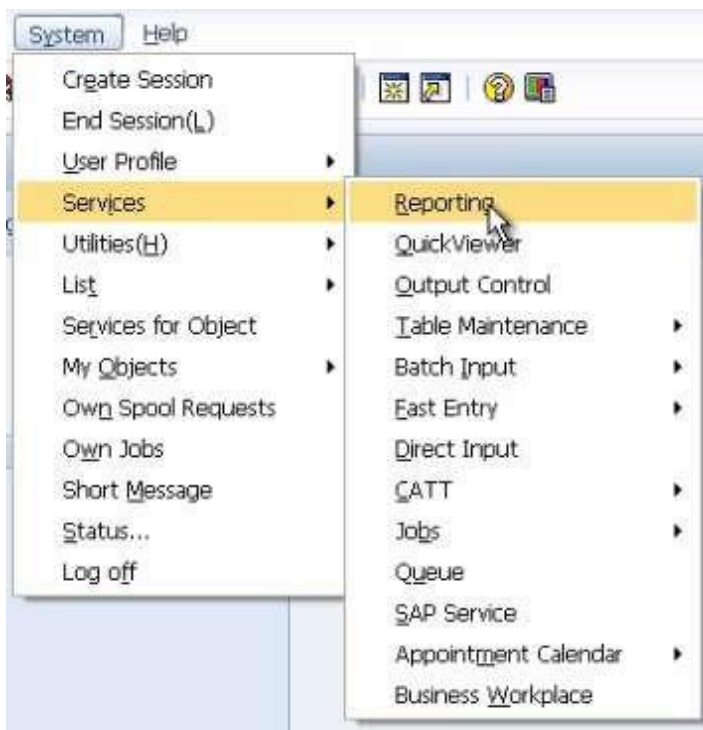 System Help
Create Session
End Session(L)
User Profile
Services
Utilities(H)
List
Services for Object
My Objects
Own Spool Requests
Own Jobs
Short Message
Status...
Log off
Reporting
QuickViewer
Output Control
Table Maintenance
Batch Input
Fast Entry
Direct Input
CATT
Jobs
Queue
SAP Service
Appointment Calendar
Business Workplace